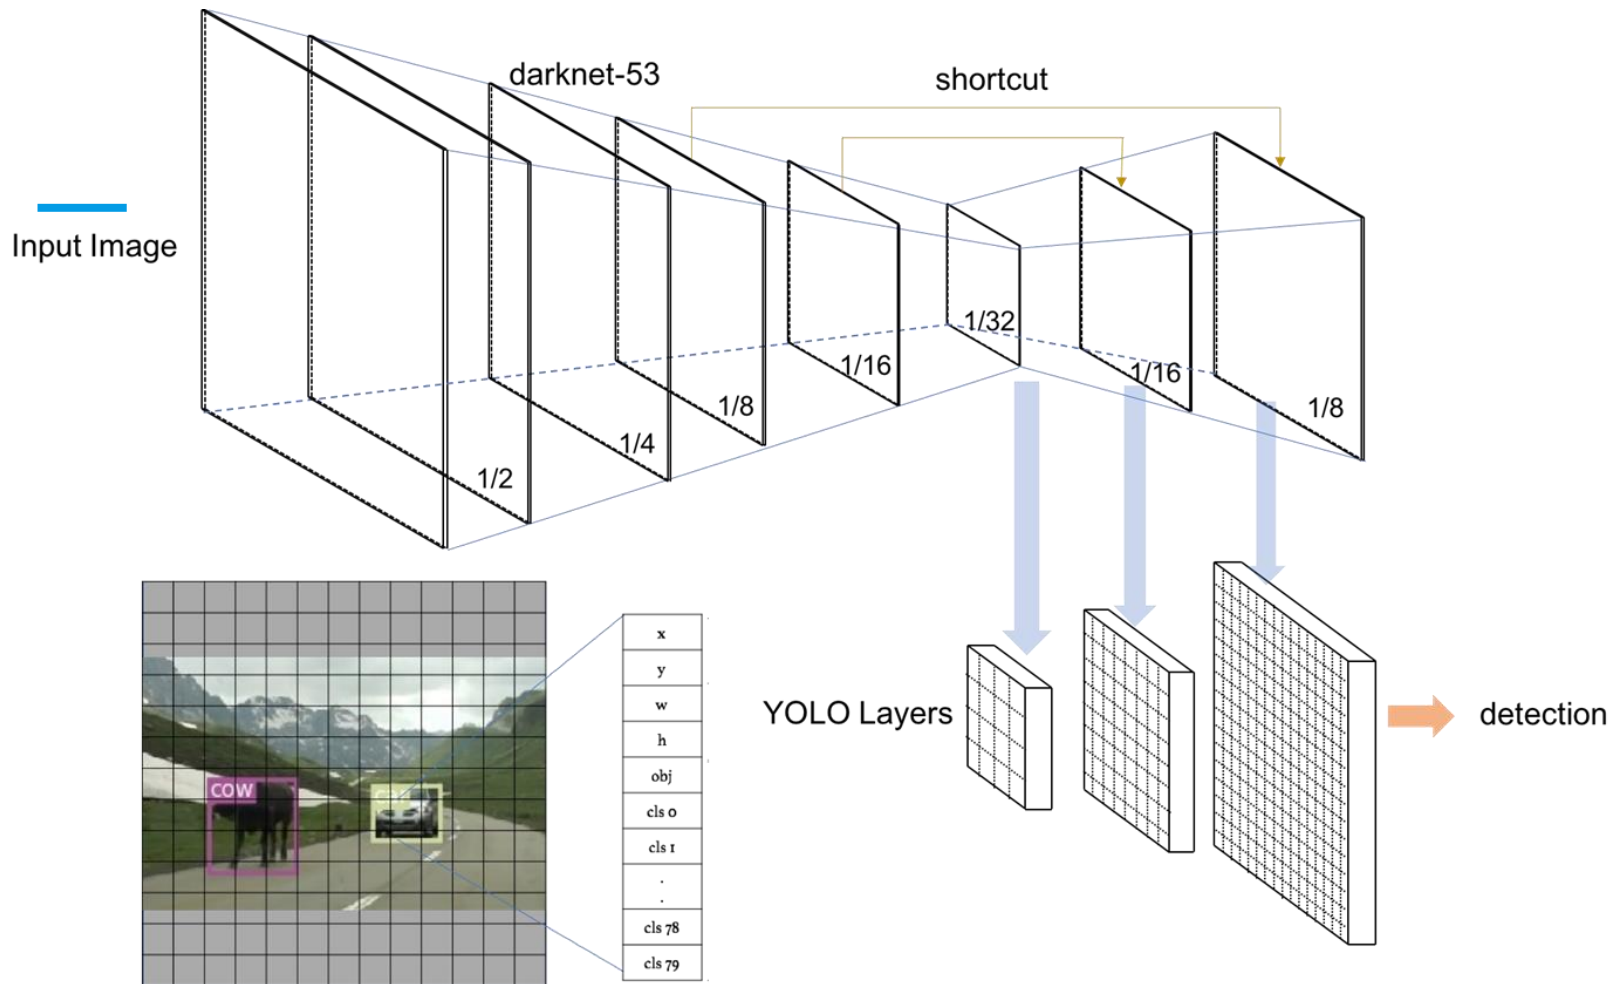 darknet-53
shortcut
Input Image
1/2
1/4
1/8
1/16
1/32
1/16
1/8
cow
x
y
w
h
obj
cls 0
cls 1
.
.
cls 78
cls 79
YOLO Layers
detection